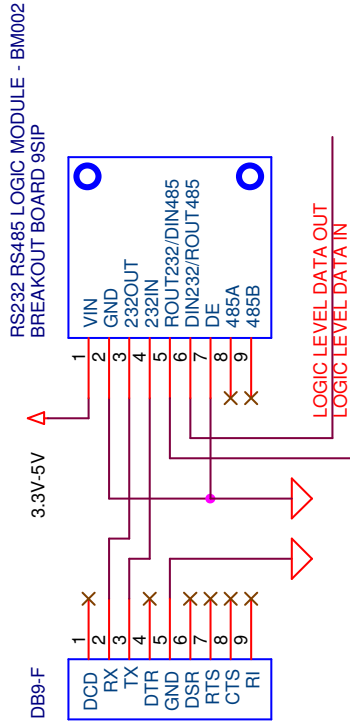 RS232 RS485 LOGIC MODULE - BM002
BREAKOUT BOARD 9SIP
3.3V-5V
1 VIN
2 GND
3 232OUT
4 232IN
5 ROUT232/DIN485
6 DIN232/ROUT485
7 DE
8 485A
9 485B
LOGIC LEVEL DATA OUT
LOGIC LEVEL DATA IN
DB9-F
1 DCD
2 RX
3 TX
4 DTR
5 GND
6 DSR
7 RTS
8 CTS
9 RI